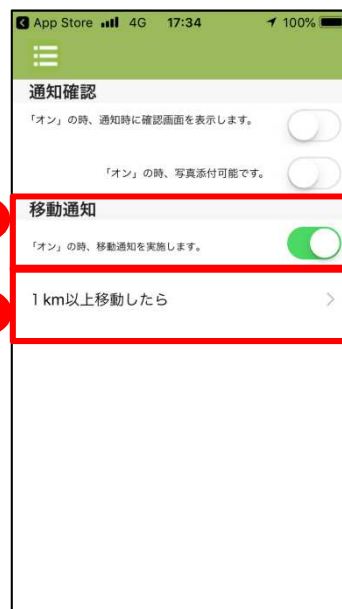 App Store 4G 17:34 100%
通知確認
「オン」の時、通知時に確認画面を表示します。
「オン」の時、写真添付可能です。
移動通知
「オン」の時、移動通知を実施します。
1km以上移動したら